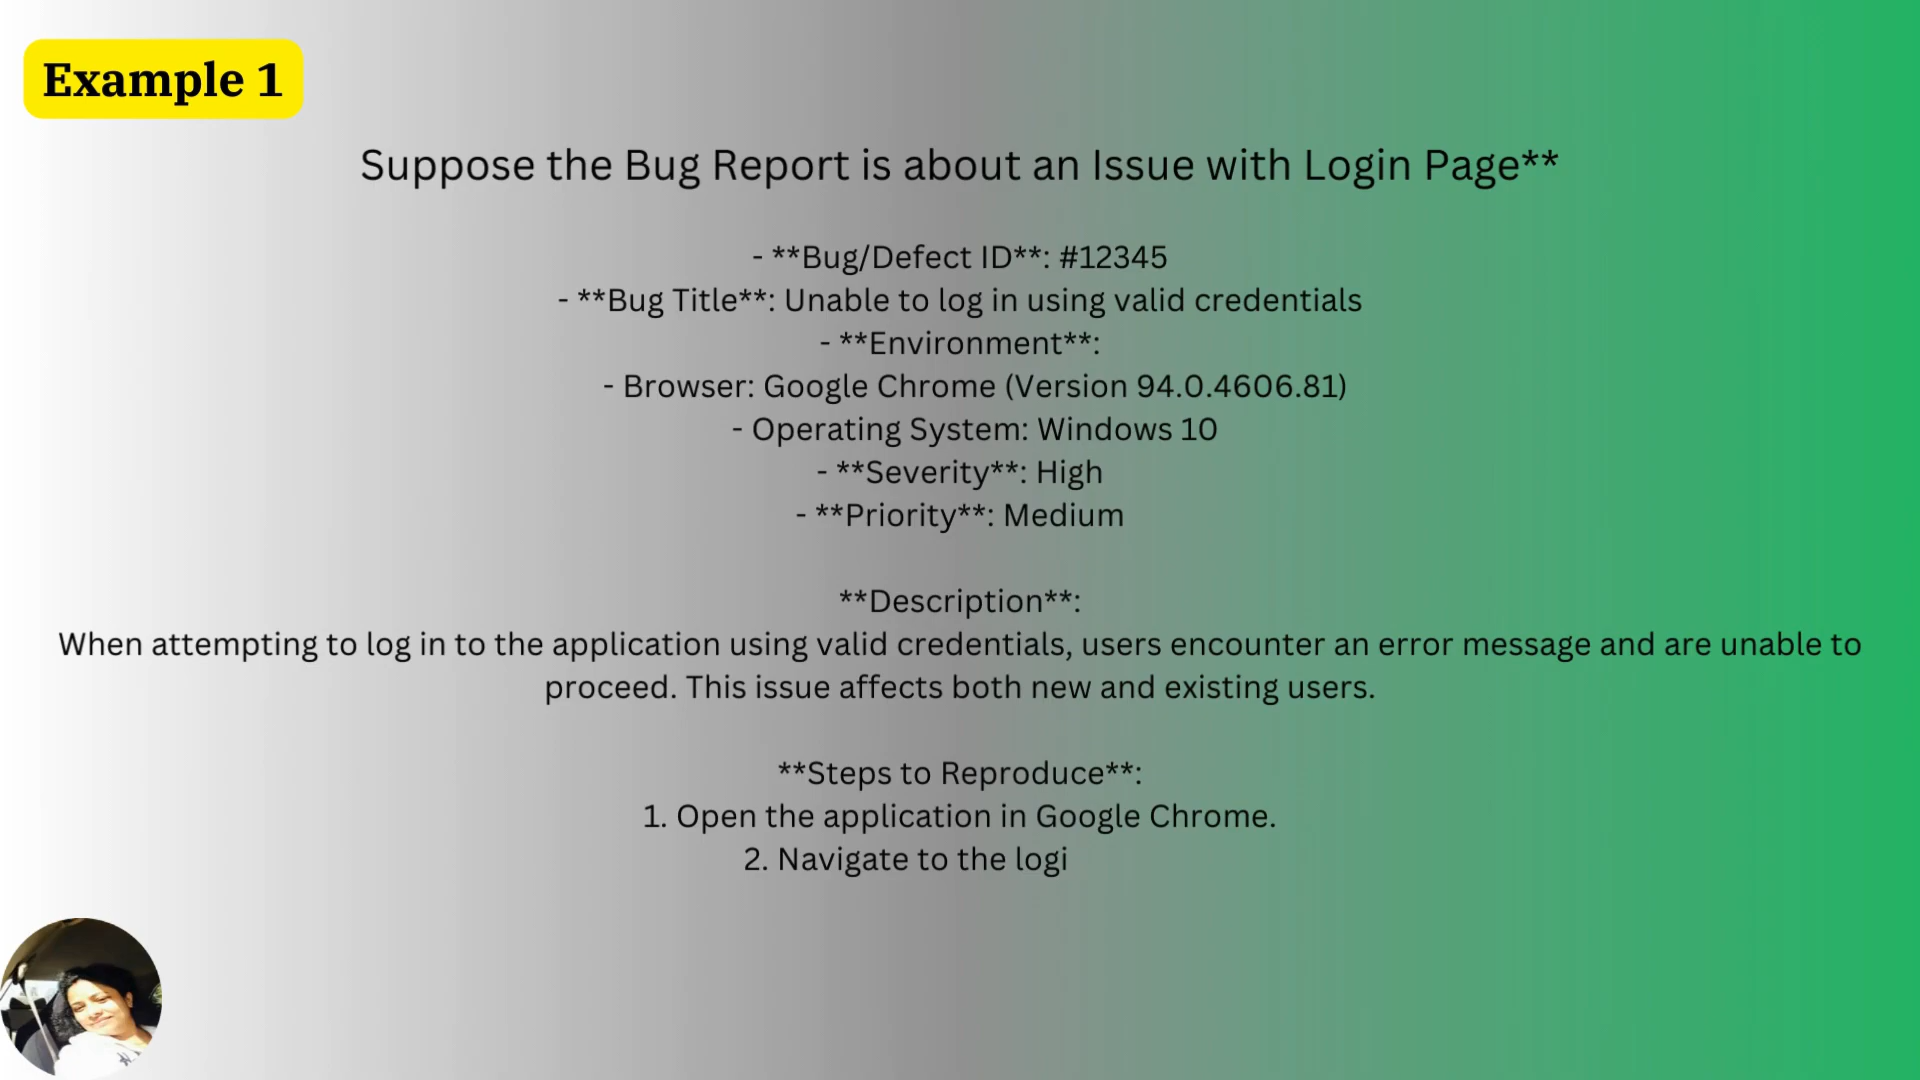 Example 1
Suppose the Bug Report is about an Issue with Login Page**
- **Bug/Defect ID**: #12345
- **Bug Title**: Unable to log in using valid credentials
- **Environment**:
- Browser: Google Chrome (Version 94.0.4606.81)
- Operating System: Windows 10
- **Severity**: High
- **Priority**: Medium
**Description**:
When attempting to log in to the application using valid credentials, users encounter an error message and are unable to
proceed. This issue affects both new and existing users.
**Steps to Reproduce**:
1. Open the application in Google Chrome.
2. Navigate to the logi